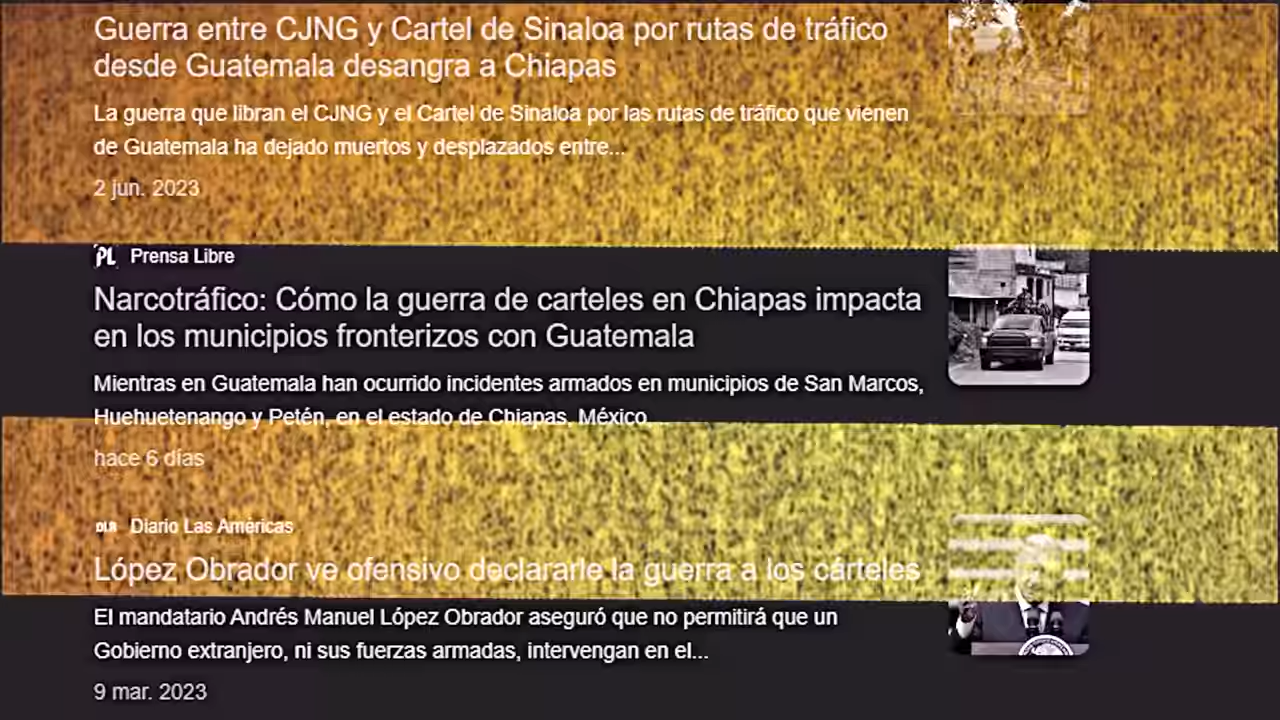 Guerra entre CJNG y Cartel de Sinaloa por rutas de tráfico
desde Guatemala desangra a Chiapas
La guerra que libran el CJNG y el Cartel de Sinaloa por las rutas de tráfico que vienen
de Guatemala ha dejado muertos y desplazados entre...
2 jun. 2023
PL Prensa Libre
Narcotráfico: Cómo la guerra de carteles en Chiapas impacta
en los municipios fronterizos con Guatemala
Mientras en Guatemala han ocurrido incidentes armados en municipios de San Marcos,
Huehuetenango y Petén, en el estado de Chiapas, México...
hace 6 días
DLA Diario Las Américas
López Obrador ve ofensivo declararle la guerra a los cárteles
El mandatario Andrés Manuel López Obrador aseguró que no permitirá que un
Gobierno extranjero, ni sus fuerzas armadas, intervengan en el...
9 mar. 2023